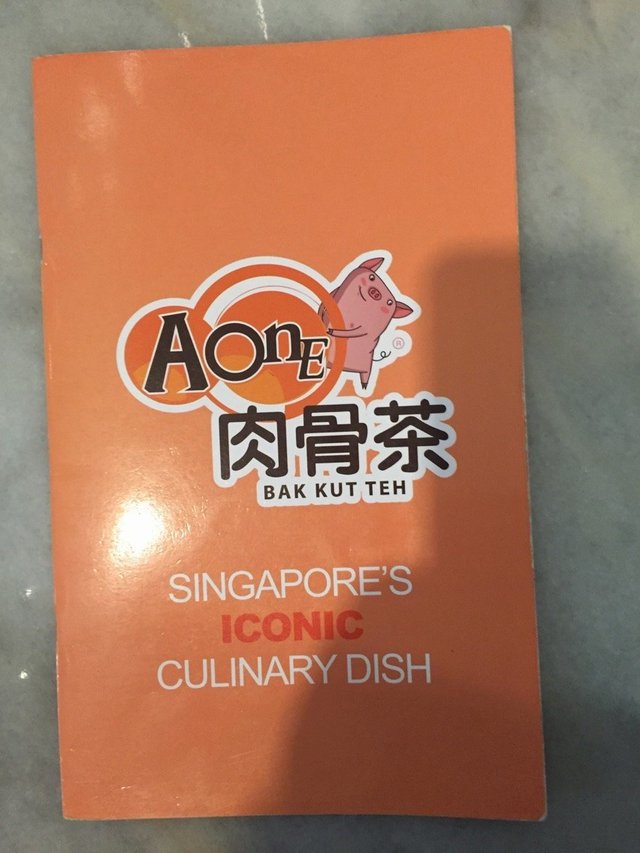 AOnE
®
肉骨茶
BAK KUT TEH
SINGAPORE'S
ICONIC
CULINARY DISH